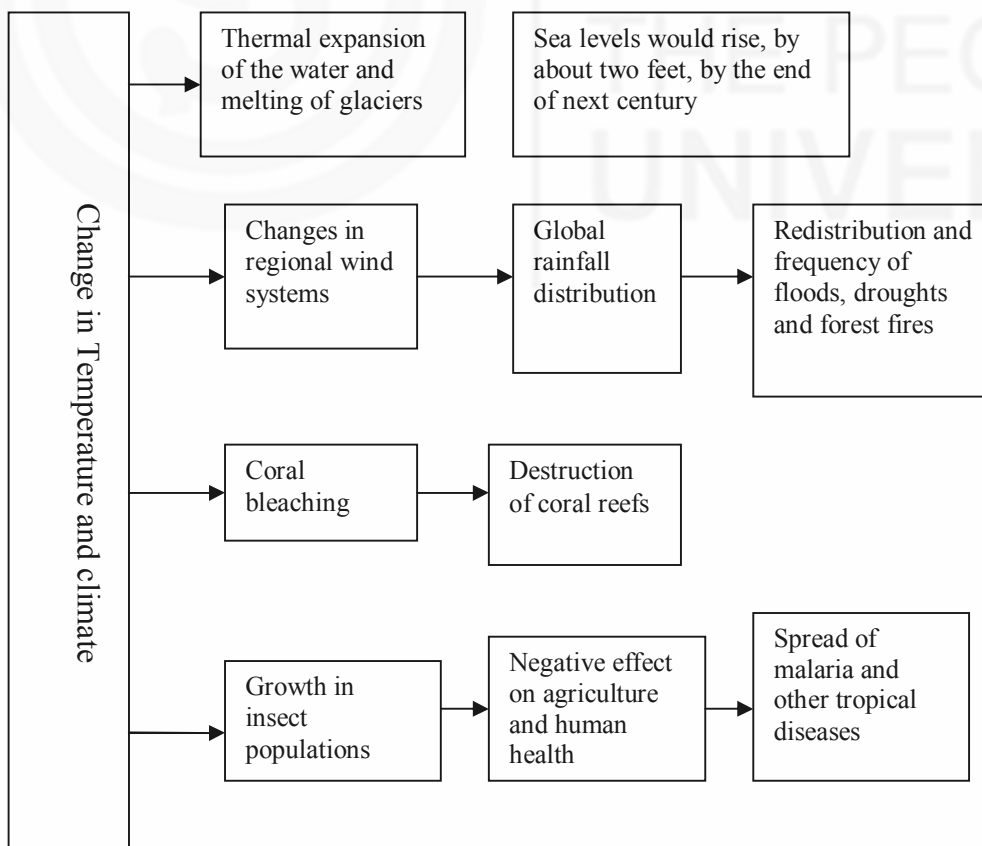 THE PEO
UNIVER
Change in Temperature and climate
Thermal expansion
of the water and
melting of glaciers
Sea levels would rise, by
about two feet, by the end
of next century
Changes in
regional wind
systems
Global
rainfall
distribution
Redistribution and
frequency of
floods, droughts
and forest fires
Coral
bleaching
Destruction
of coral reefs
Growth in
insect
populations
Negative effect
on agriculture
and human
health
Spread of
malaria and
other tropical
diseases